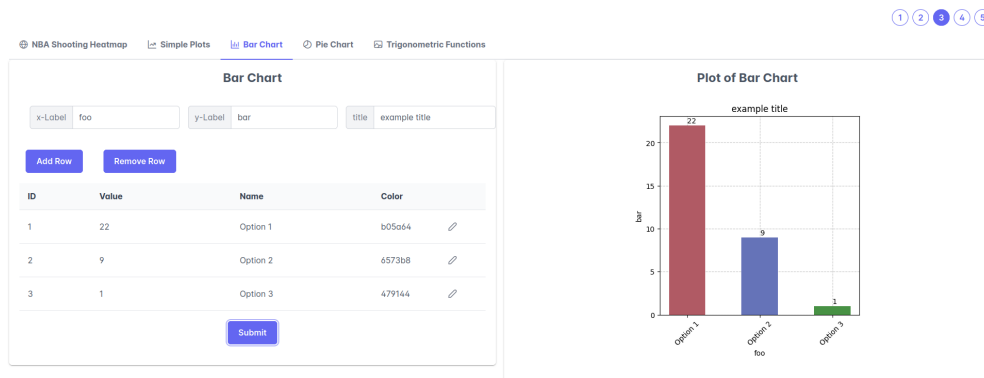 1 2 3 4 5
NBA Shooting Heatmap Simple Plots Bar Chart Pie Chart Trigonometric Functions
Bar Chart
x-Label foo y-Label bar title example title
Add Row Remove Row
ID Value Name Color
1 22 Option 1 b05a64
2 9 Option 2 6573b8
3 1 Option 3 479144
Submit
Plot of Bar Chart
example title
22
20
15
bar
10
9
5
1
0
Option 1 Option 2 Option 3
foo